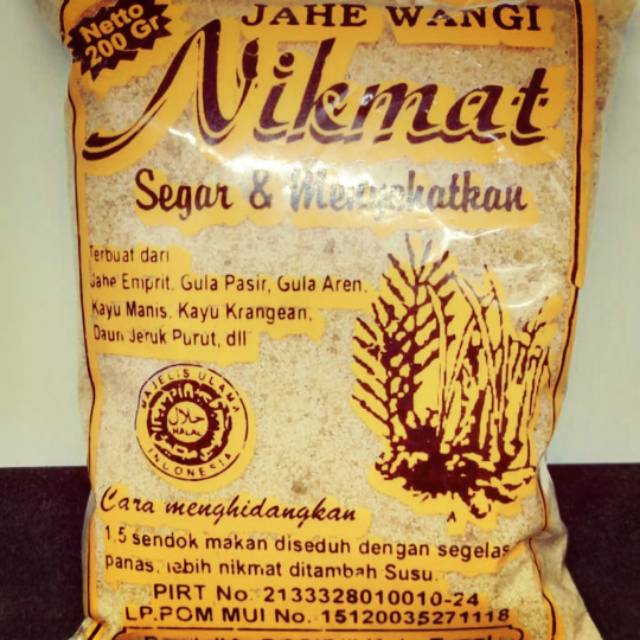 Netto
200 Gr
JAHE WANGI
Nikmat
Segar & Menyehatkan
Terbuat dari
Jahe Emprit. Gula Pasir, Gula Aren,
Kayu Manis. Kayu Krangean,
Daun Jeruk Purut, dll
MAJELIS ULAMA
حلال
HALAL
INDONESIA
Cara menghidangkan
1,5 sendok makan diseduh dengan segelas
panas, lebih nikmat ditambah Susu.
PIRT No. 2133328010010-24
LP.POM MUI No. 15120035271118